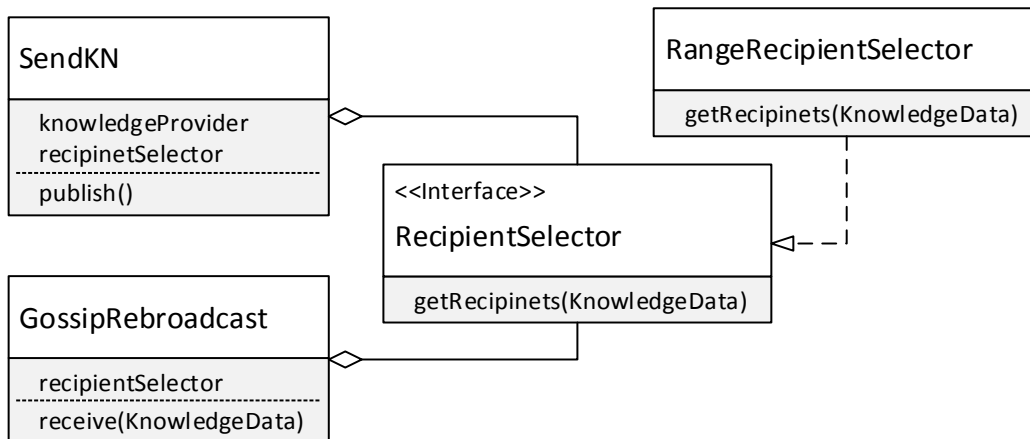 SendKN
knowledgeProvider
recipinetSelector
publish()
RangeRecipientSelector
getRecipinets(KnowledgeData)
<<Interface>>
RecipientSelector
getRecipinets(KnowledgeData)
GossipRebroadcast
recipientSelector
receive(KnowledgeData)